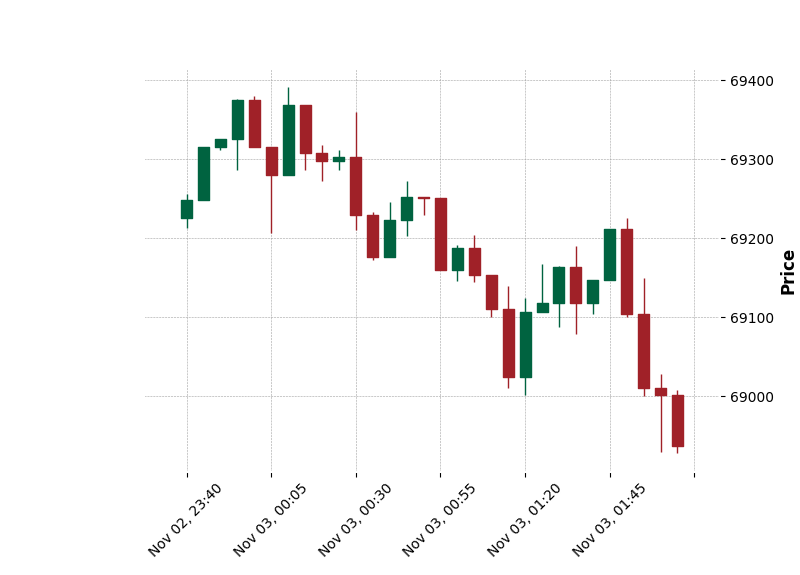 69400
69300
69200
69100
69000
Price
Nov 02, 23:40
Nov 03, 00:05
Nov 03, 00:30
Nov 03, 00:55
Nov 03, 01:20
Nov 03, 01:45